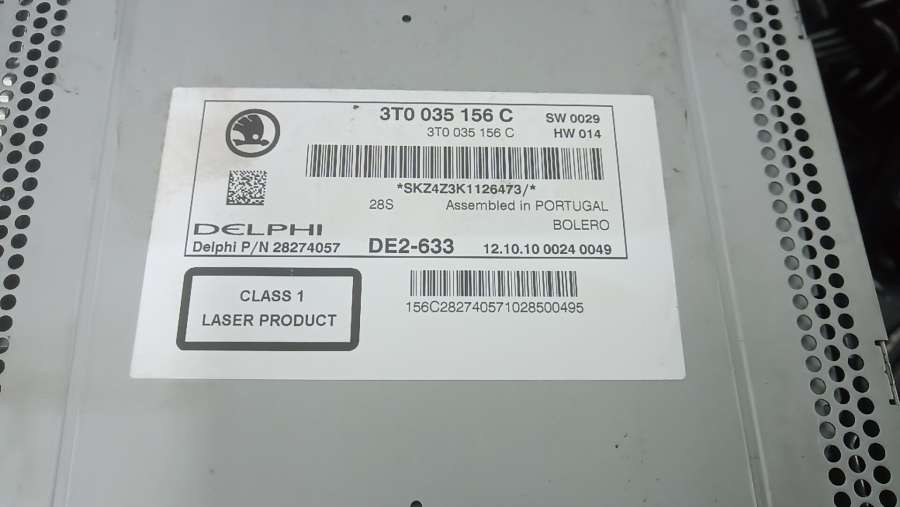 3T0 035 156 C SW 0029
3T0 035 156 C HW 014
*SKZ4Z3K1126473/*
28S Assembled in PORTUGAL
DELPHI BOLERO
Delphi P/N 28274057 DE2-633 12.10.10 0024 0049
CLASS 1
LASER PRODUCT
156C282740571028500495